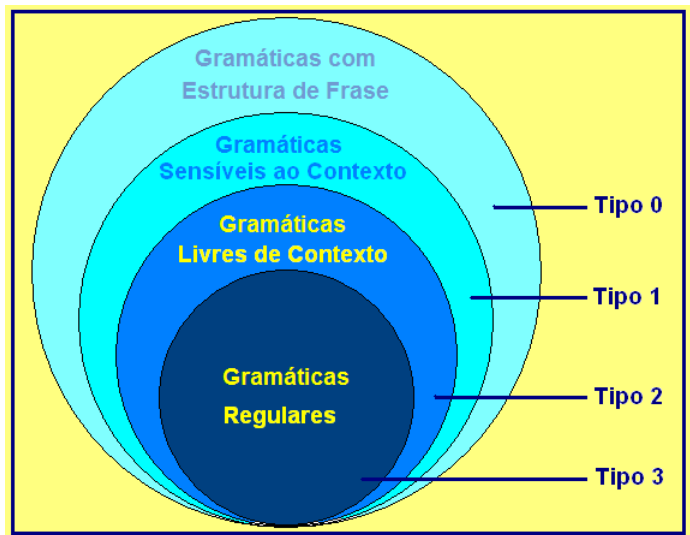 Gramáticas com
Estrutura de Frase
Gramáticas
Sensíveis ao Contexto
Gramáticas
Livres de Contexto
Gramáticas
Regulares
Tipo 0
Tipo 1
Tipo 2
Tipo 3